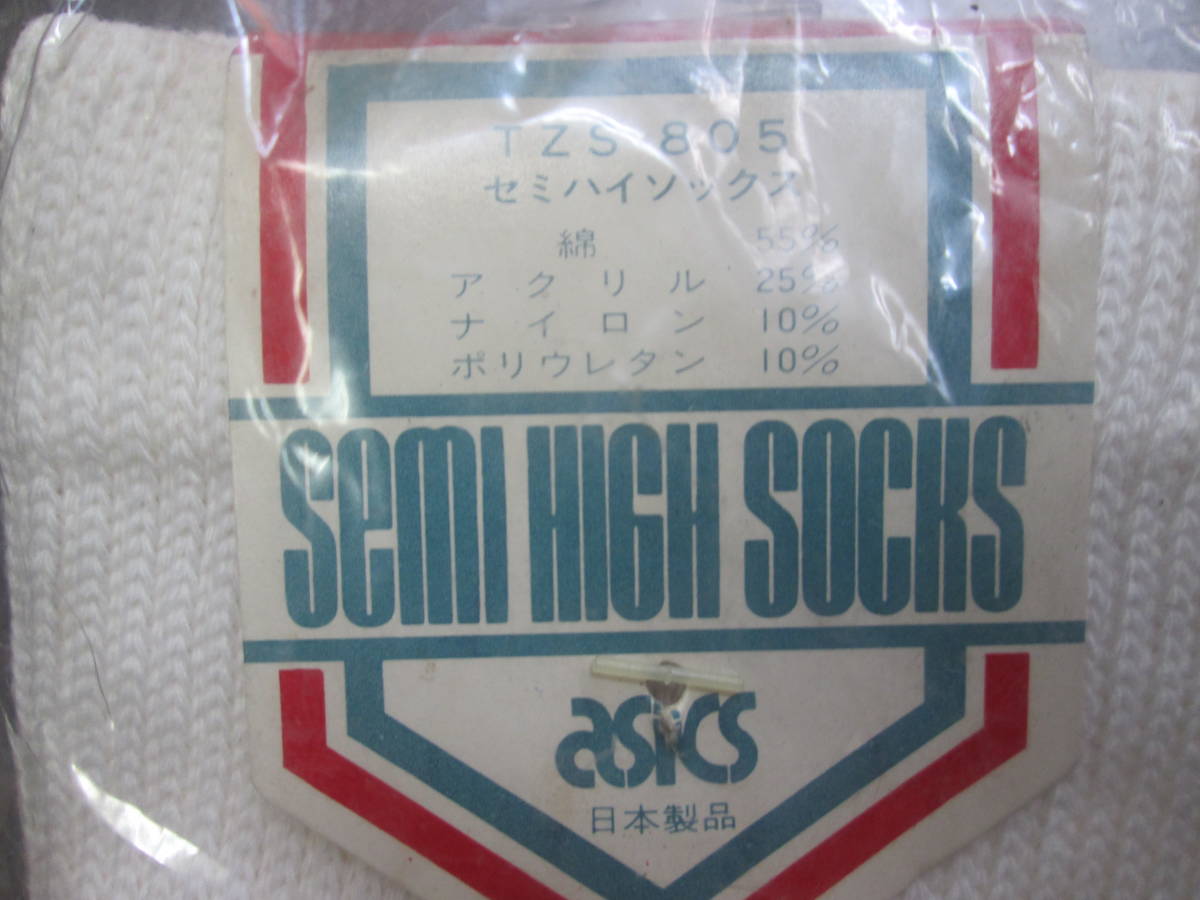 TZS 805
セミハイソックス
綿 55%
アクリル 25%
ナイロン 10%
ポリウレタン 10%
SEMI HIGH SOCKS
asics
日本製品